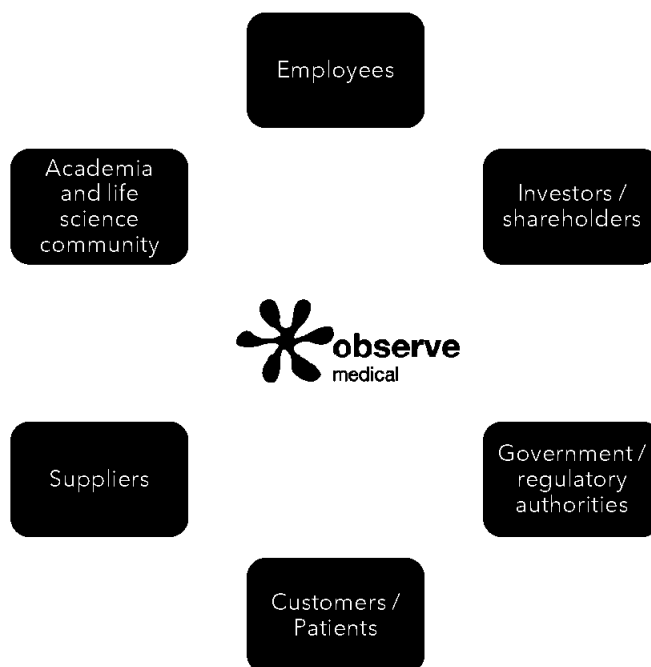 Employees
Academia
and life
science
community
Investors /
shareholders
observe
medical
Suppliers
Government /
regulatory
authorities
Customers /
Patients